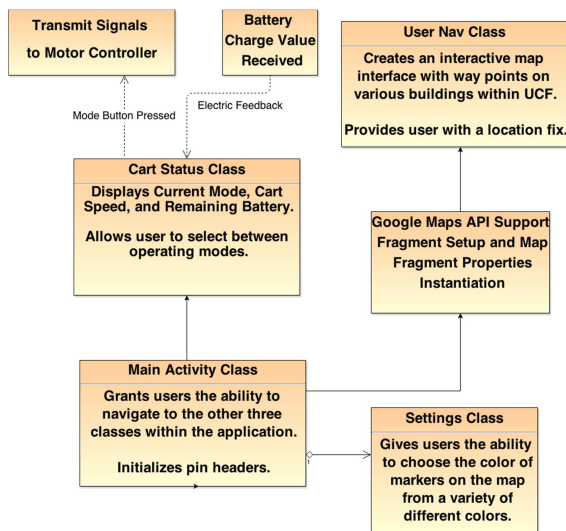 Transmit Signals
to Motor Controller
Battery
Charge Value
Received
User Nav Class
Creates an interactive map
interface with way points on
various buildings within UCF.
Provides user with a location fix.
Mode Button Pressed
Electric Feedback
Cart Status Class
Displays Current Mode, Cart
Speed, and Remaining Battery.
Allows user to select between
operating modes.
Google Maps API Support
Fragment Setup and Map
Fragment Properties
Instantiation
Main Activity Class
Grants users the ability to
navigate to the other three
classes within the application.
Initializes pin headers.
1
Settings Class
Gives users the ability
to choose the color of
markers on the map
from a variety of
different colors.